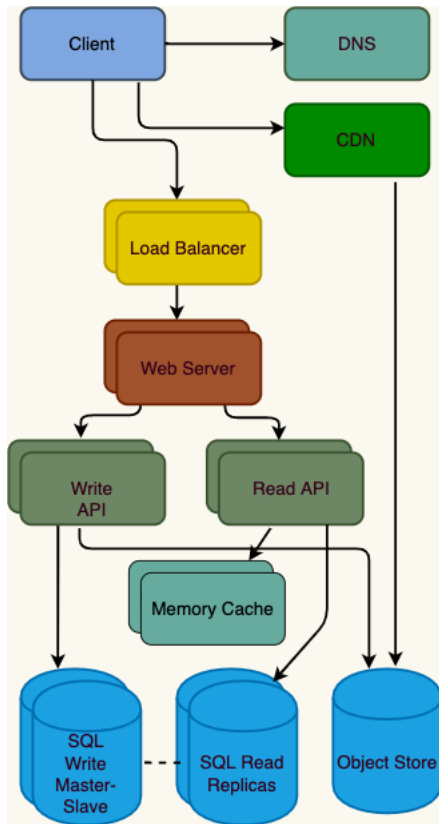 Client
DNS
CDN
Load Balancer
Web Server
Write
API
Read API
Memory Cache
SQL
Write
Master-
Slave
SQL Read
Replicas
Object Store